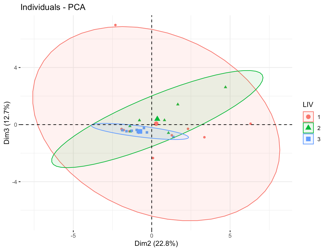 Individuals - PCA
4
0
-4
Dim3 (12.7%)
-5
0
5
Dim2 (22.8%)
LIV
1
2
3